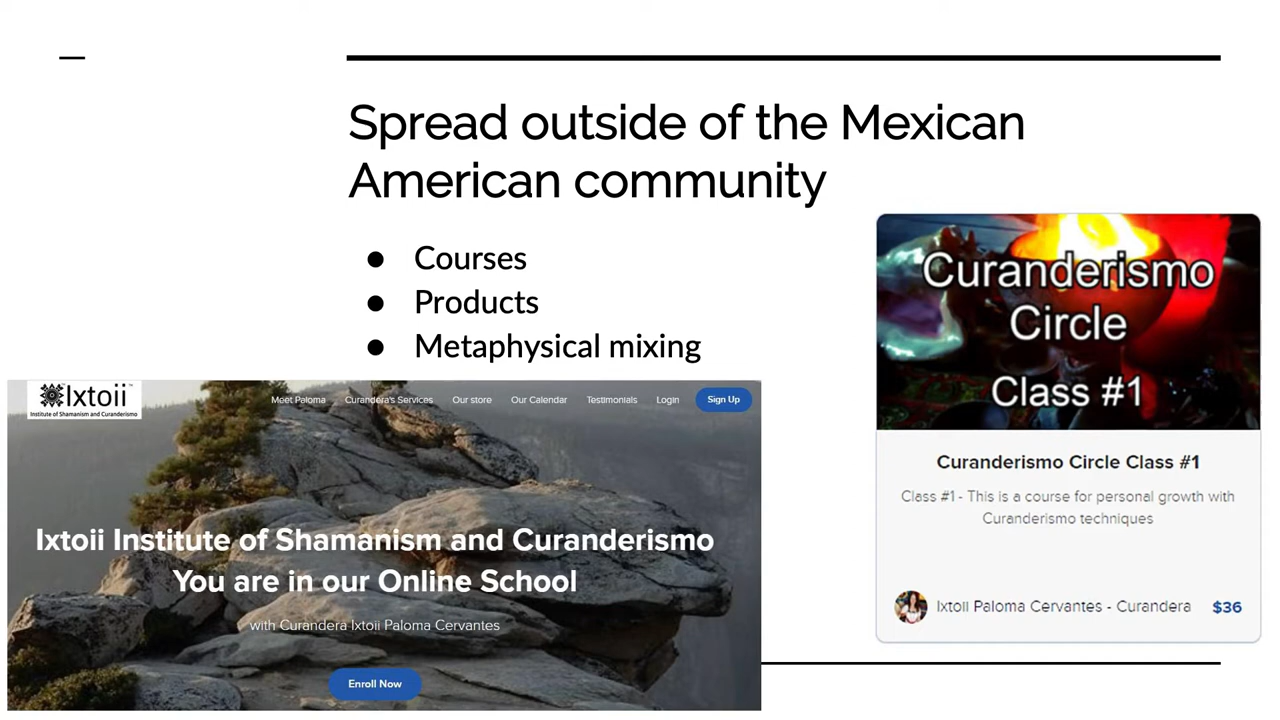 Spread outside of the Mexican
American community
● Courses
● Products
● Metaphysical mixing
Ixtoii™
Institute of Shamanism and Curanderismo
Meet Paloma Curandera's Services Our store Our Calendar Testimonials Login Sign Up
Ixtoii Institute of Shamanism and Curanderismo
You are in our Online School
with Curandera Ixtoii Paloma Cervantes
Enroll Now
Curanderismo
Circle
Class #1
Curanderismo Circle Class #1
Class #1 - This is a course for personal growth with
Curanderismo techniques
Ixtoii Paloma Cervantes - Curandera $36